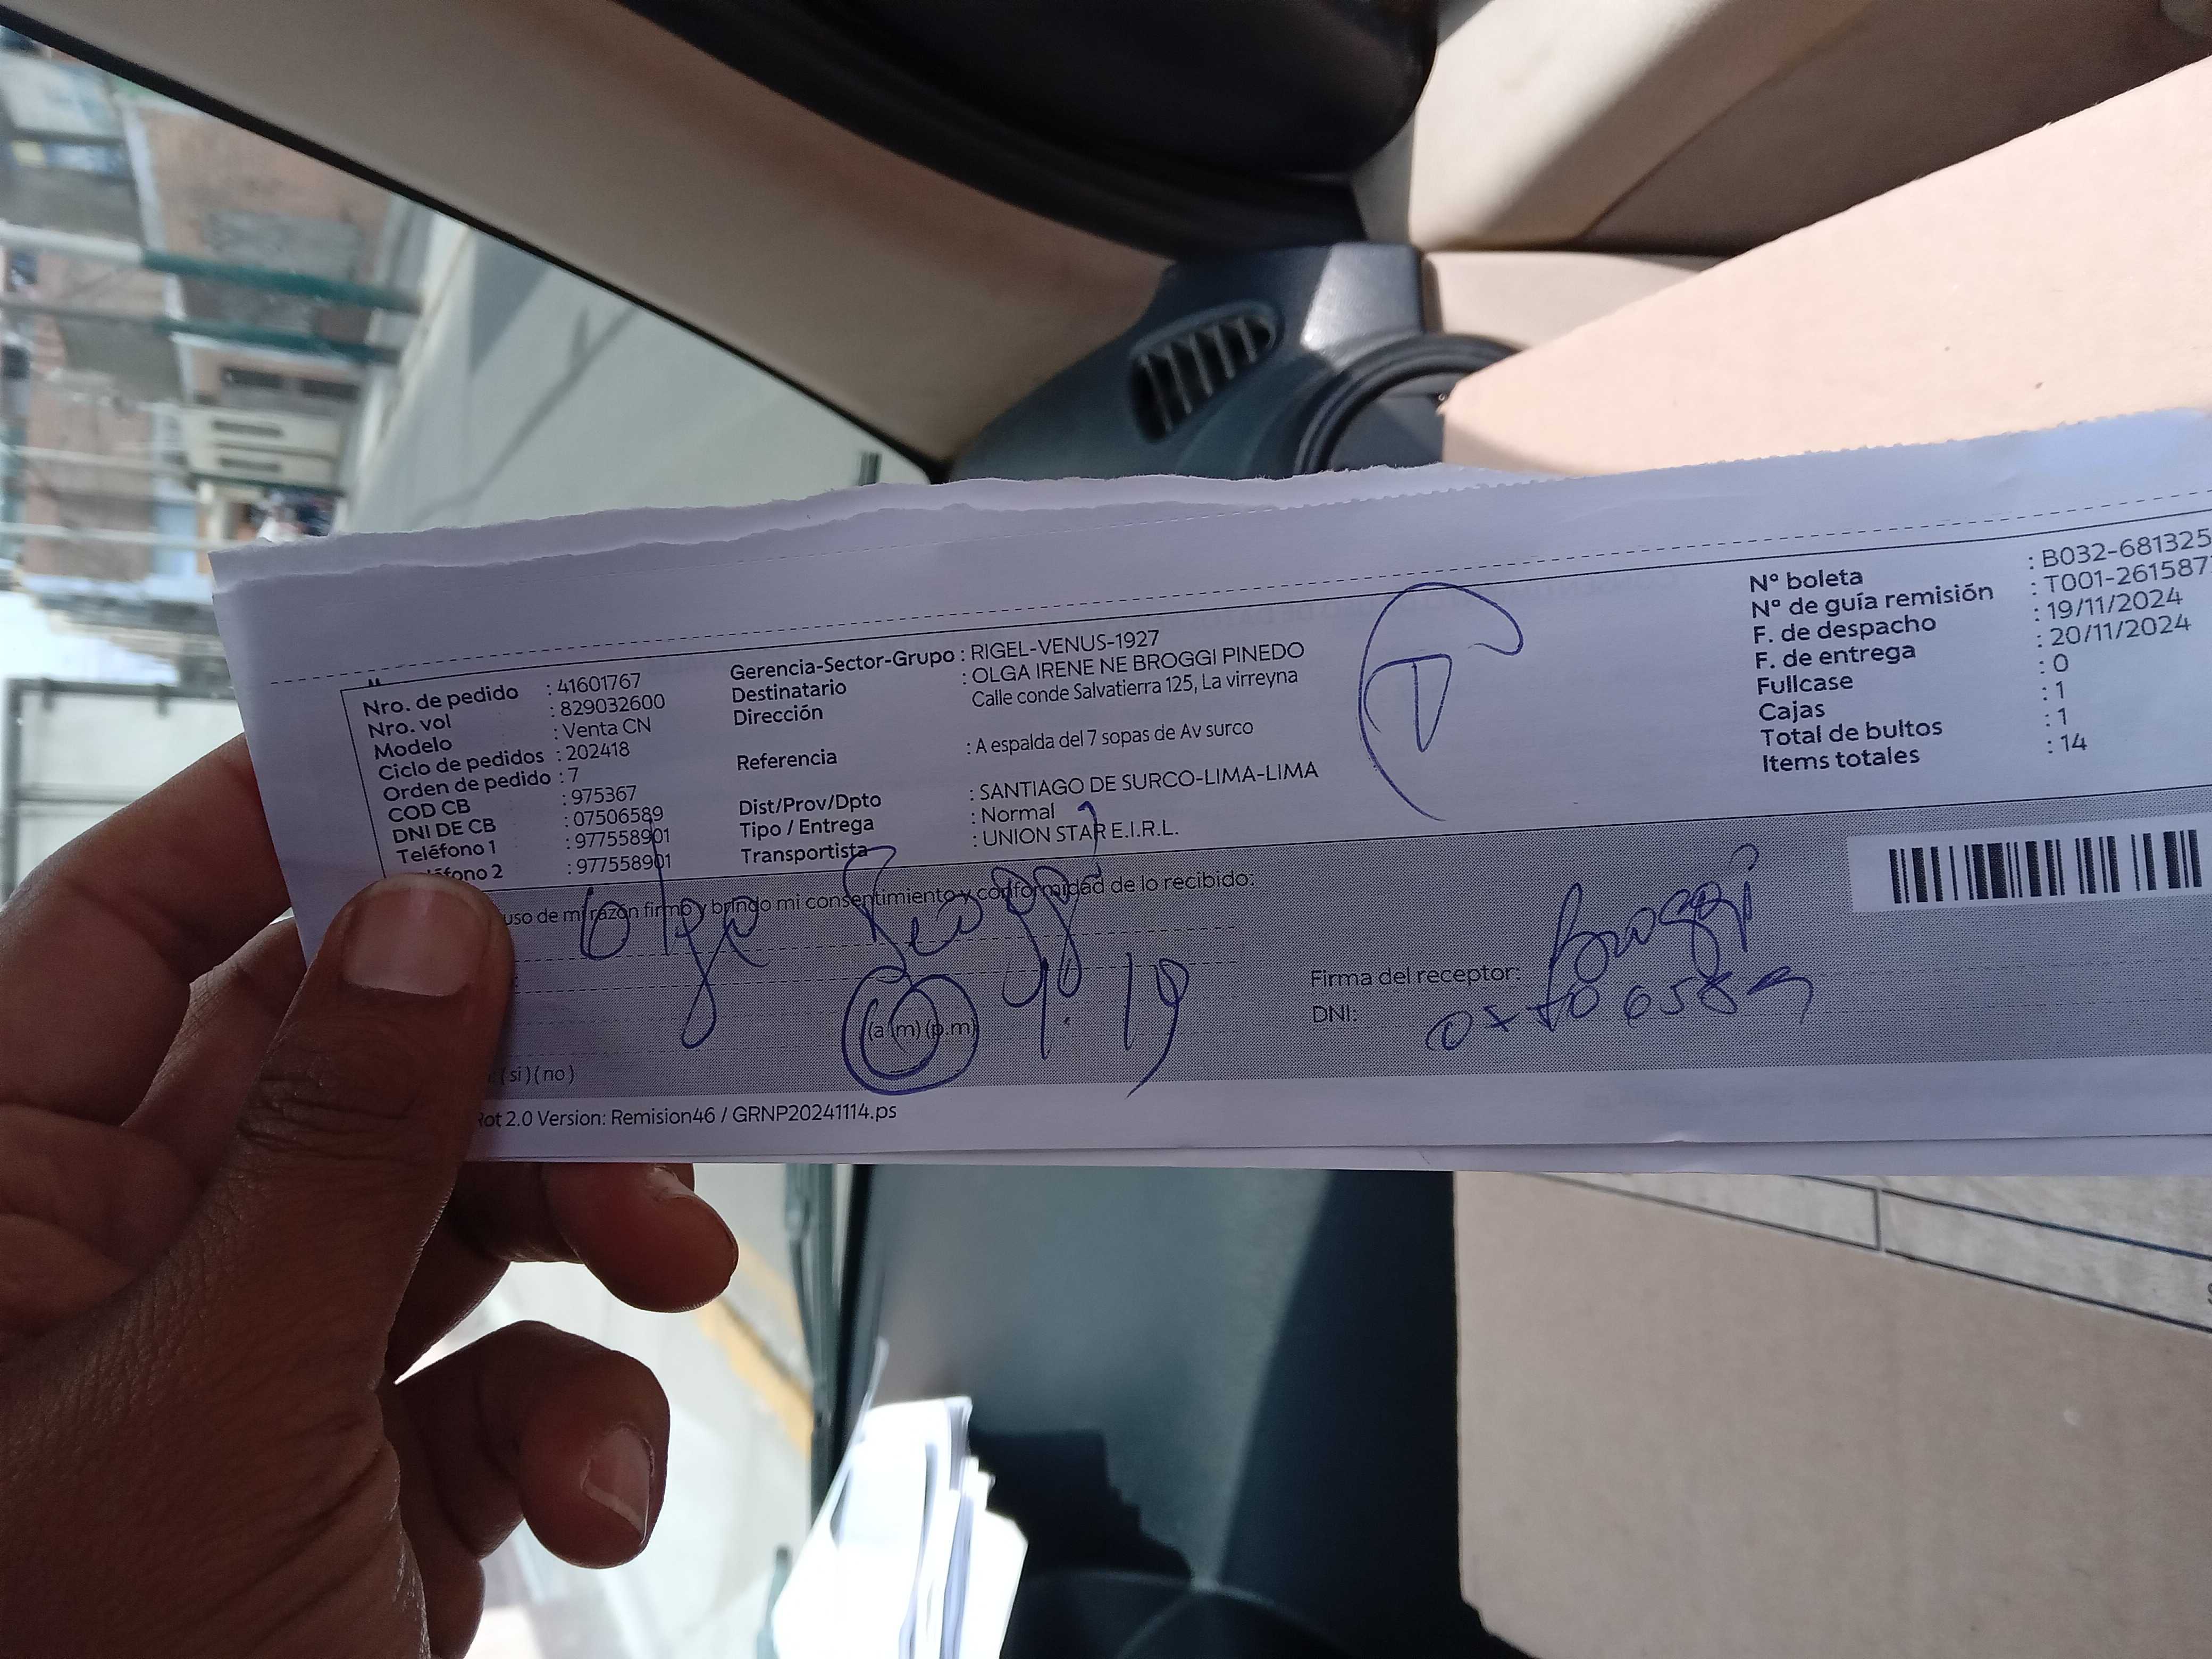 Nro. de pedido : 41601767
Nro. vol : 829032600
Modelo : Venta CN
Ciclo de pedidos : 202418
Orden de pedido : 7
COD CB : 975367
DNI DE CB : 07506589
Teléfono 1 : 977558901
éfono 2 : 977558901
Gerencia-Sector-Grupo : RIGEL-VENUS-1927
Destinatario : OLGA IRENE NE BROGGI PINEDO
Dirección Calle conde Salvatierra 125, La virreyna
Referencia : A espalda del 7 sopas de Av surco
Dist/Prov/Dpto : SANTIAGO DE SURCO-LIMA-LIMA
Tipo / Entrega : Normal
Transportista : UNION STAR E.I.R.L.
N° boleta : B032-681325
N° de guía remisión : T001-261587
F. de despacho : 19/11/2024
F. de entrega : 20/11/2024
Fullcase : 0
Cajas : 1
Total de bultos : 1
Items totales : 14
uso de mi razón firmo y brindo mi consentimiento y conformidad de lo recibido:
Olga Broggi
(a.m) (p.m)
Firma del receptor: Broggi
DNI:
(si) (no)
Rot 2.0 Version: Remision46 / GRNP20241114.ps